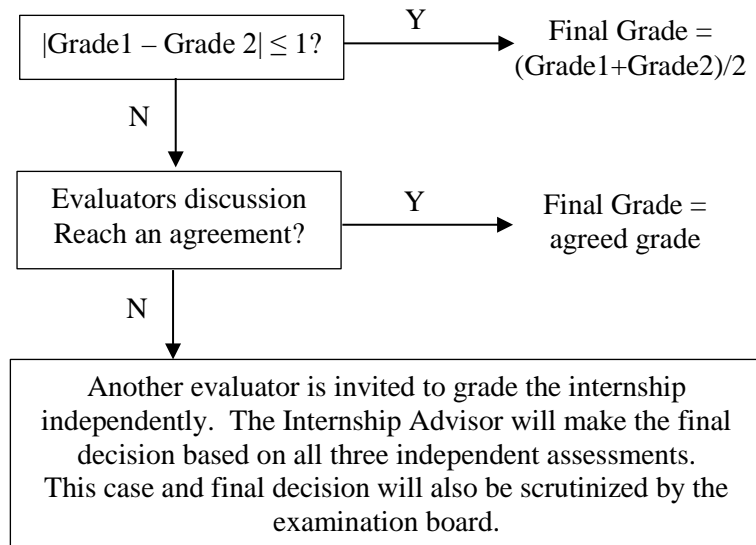 |Grade1 – Grade 2| ≤ 1?
Y
Final Grade =
(Grade1+Grade2)/2
N
Evaluators discussion
Reach an agreement?
Y
Final Grade =
agreed grade
N
Another evaluator is invited to grade the internship
independently.  The Internship Advisor will make the final
decision based on all three independent assessments.
This case and final decision will also be scrutinized by the
examination board.